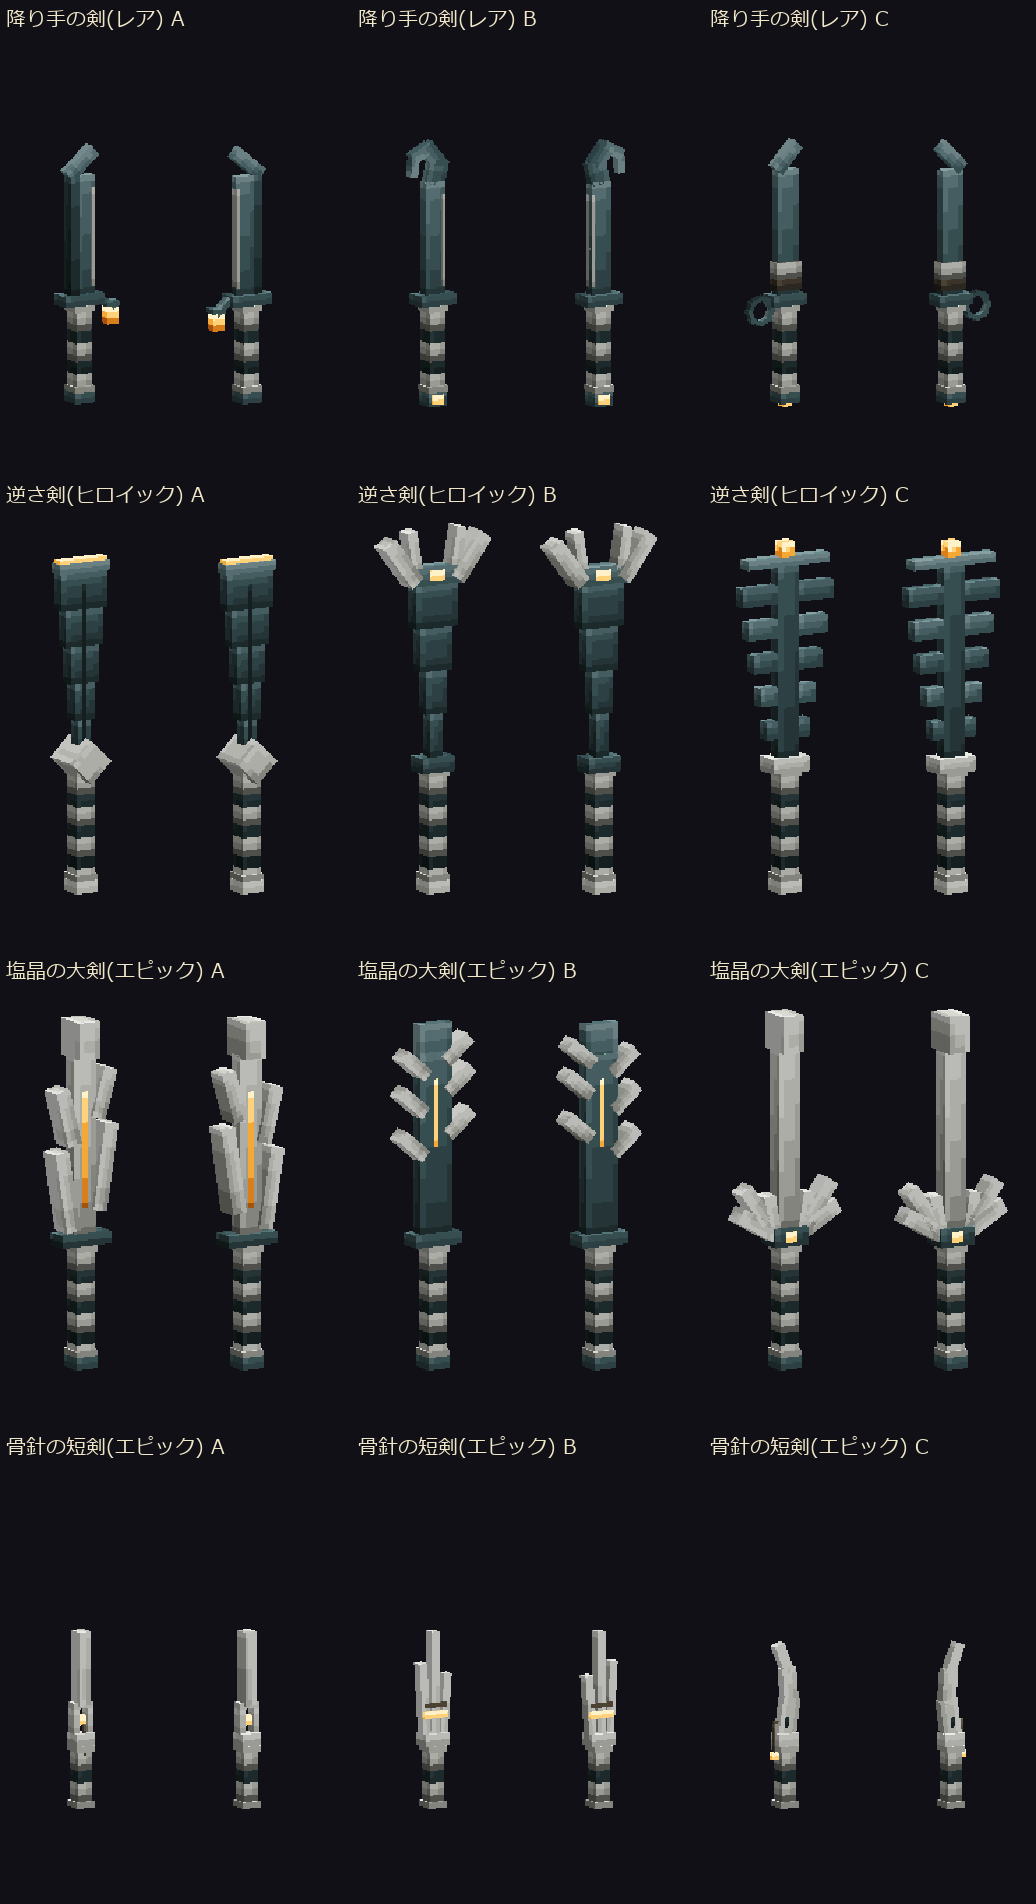 降り手の剣(レア) A
降り手の剣(レア) B
降り手の剣(レア) C
逆さ剣(ヒロイック) A
逆さ剣(ヒロイック) B
逆さ剣(ヒロイック) C
塩晶の大剣(エピック) A
塩晶の大剣(エピック) B
塩晶の大剣(エピック) C
骨針の短剣(エピック) A
骨針の短剣(エピック) B
骨針の短剣(エピック) C